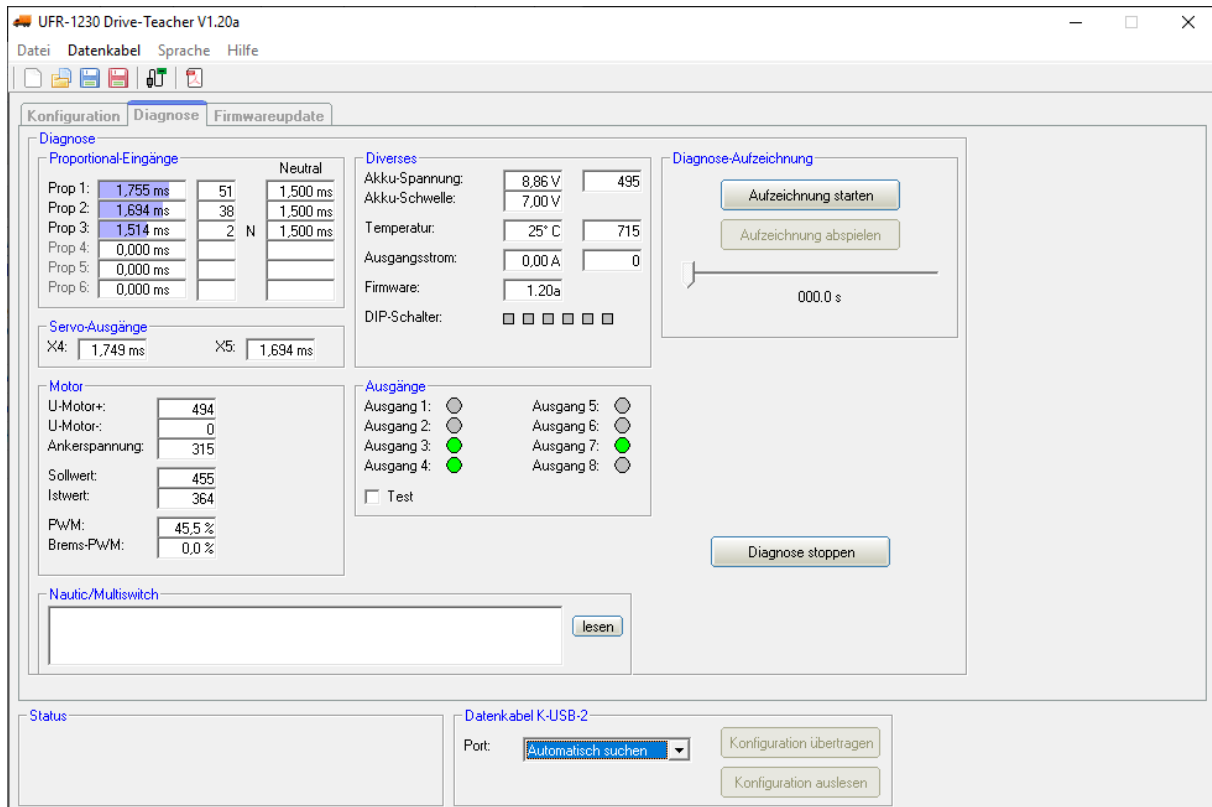 UFR-1230 Drive-Teacher V1.20a
Datei Datenkabel Sprache Hilfe
Konfiguration Diagnose Firmwareupdate
Diagnose
Proportional-Eingänge
Neutral
Prop 1: 1,755 ms 51 1,500 ms
Prop 2: 1,694 ms 38 1,500 ms
Prop 3: 1,514 ms 2 N 1,500 ms
Prop 4: 0,000 ms
Prop 5: 0,000 ms
Prop 6: 0,000 ms
Servo-Ausgänge
X4: 1,749 ms X5: 1,694 ms
Motor
U-Motor+: 494
U-Motor-: 0
Ankerspannung: 315
Sollwert: 455
Istwert: 364
PWM: 45,5 %
Brems-PWM: 0,0 %
Diverses
Akku-Spannung: 8,86 V 495
Akku-Schwelle: 7,00 V
Temperatur: 25° C 715
Ausgangsstrom: 0,00 A 0
Firmware: 1.20a
DIP-Schalter:
Ausgänge
Ausgang 1: Ausgang 5:
Ausgang 2: Ausgang 6:
Ausgang 3: Ausgang 7:
Ausgang 4: Ausgang 8:
Test
Diagnose-Aufzeichnung
Aufzeichnung starten
Aufzeichnung abspielen
000.0 s
Diagnose stoppen
Nautic/Multiswitch
lesen
Status
Datenkabel K-USB-2
Port: Automatisch suchen
Konfiguration übertragen
Konfiguration auslesen